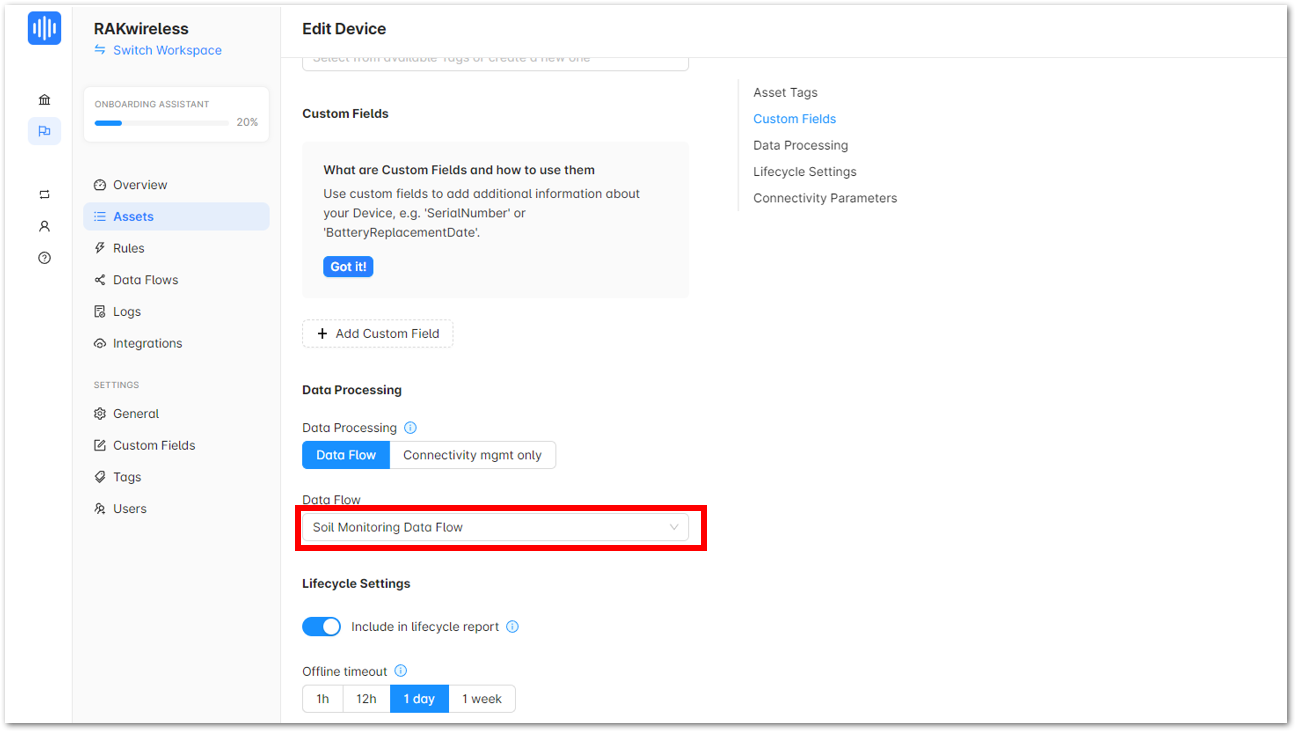 RAKwireless
Switch Workspace
ONBOARDING ASSISTANT
20%
Overview
Assets
Rules
Data Flows
Logs
Integrations
SETTINGS
General
Custom Fields
Tags
Users
Edit Device
Select from available Tags or create a new one
Custom Fields
What are Custom Fields and how to use them
Use custom fields to add additional information about
your Device, e.g. 'SerialNumber' or
'BatteryReplacementDate'.
Got it!
+ Add Custom Field
Data Processing
Data Processing
Data Flow Connectivity mgmt only
Data Flow
Soil Monitoring Data Flow
Lifecycle Settings
Include in lifecycle report
Offline timeout
1h 12h 1 day 1 week
Asset Tags
Custom Fields
Data Processing
Lifecycle Settings
Connectivity Parameters